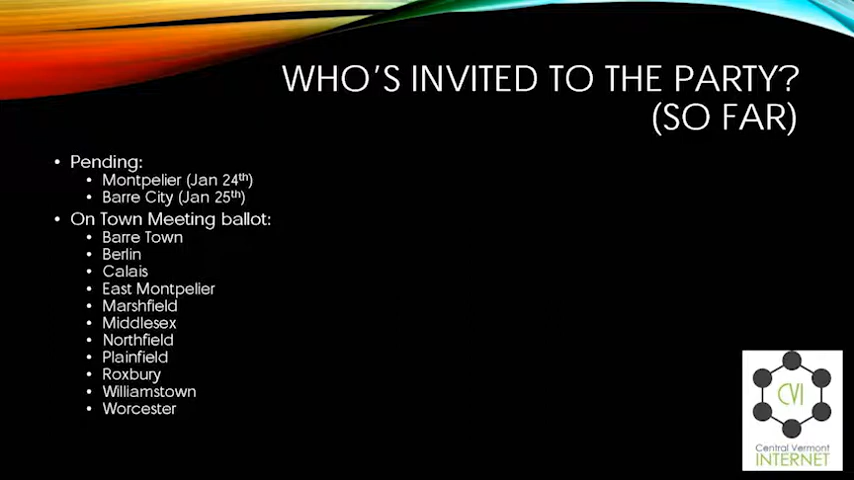 WHO'S INVITED TO THE PARTY?
(SO FAR)
• Pending:
• Montpelier (Jan 24th)
• Barre City (Jan 25th)
• On Town Meeting ballot:
• Barre Town
• Berlin
• Calais
• East Montpelier
• Marshfield
• Middlesex
• Northfield
• Plainfield
• Roxbury
• Williamstown
• Worcester
CVI
Central Vermont
INTERNET